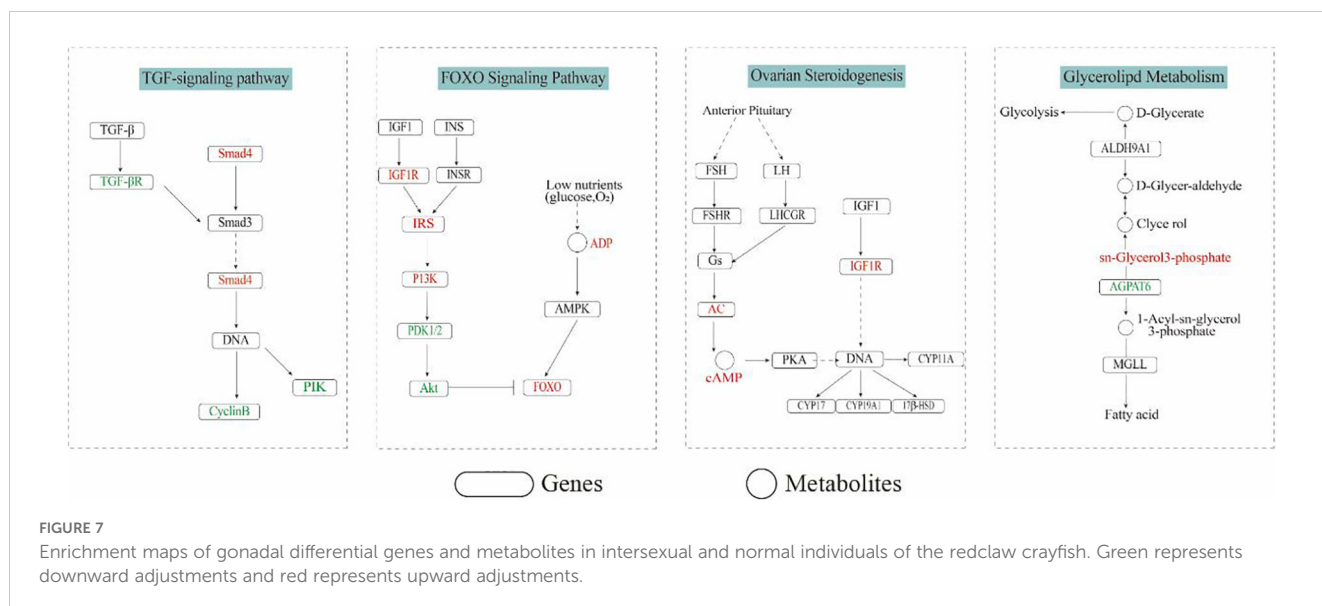 TGF-signaling pathway
TGF-β
Smad4
TGF-βR
Smad3
Smad4
DNA
PIK
CyclinB
FOXO Signaling Pathway
IGF1
INS
IGF1R
INSR
Low nutrients
(glucose,O₂)
IRS
ADP
P13K
AMPK
PDK1/2
Akt
FOXO
Ovarian Steroidogenesis
Anterior Pituitary
FSH
LH
FSHR
LHCGR
IGF1
Gs
IGF1R
AC
cAMP
PKA
DNA
CYP11A
CYP17
CYP19A1
17β-HSD
Glycerolipd Metabolism
Glycolysis
D-Glycerate
ALDH9A1
D-Glycer-aldehyde
Clyce rol
sn-Glycerol3-phosphate
AGPAT6
1-Acyl-sn-glycerol
3-phosphate
MGLL
Fatty acid
Genes
Metabolites
FIGURE 7
Enrichment maps of gonadal differential genes and metabolites in intersexual and normal individuals of the redclaw crayfish. Green represents
downward adjustments and red represents upward adjustments.